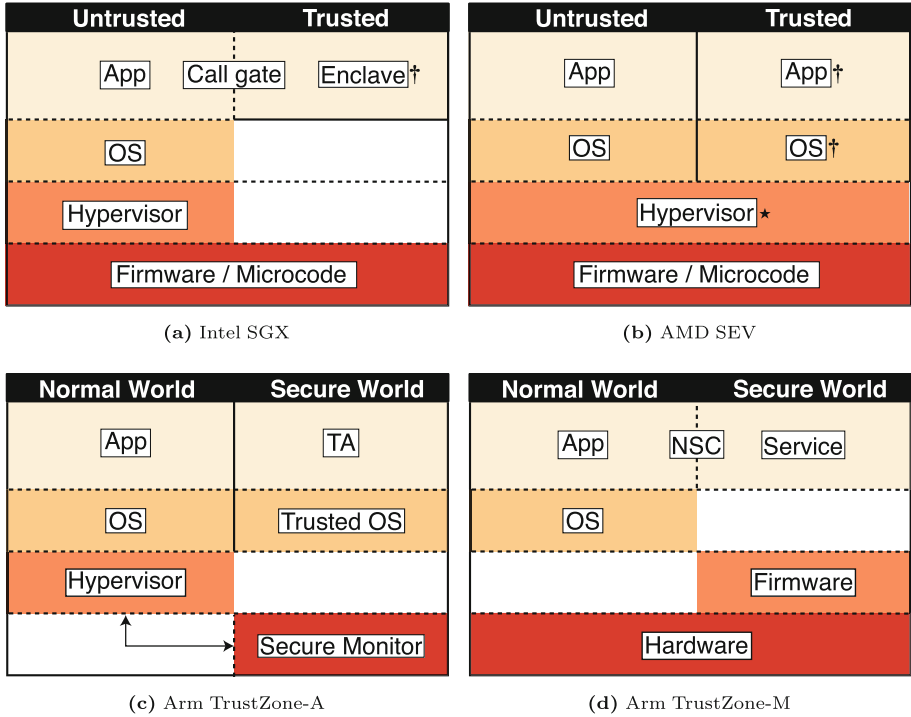 Untrusted Trusted
App Call gate Enclave†
OS
Hypervisor
Firmware / Microcode
(a) Intel SGX
Untrusted Trusted
App App†
OS OS†
Hypervisor★
Firmware / Microcode
(b) AMD SEV
Normal World Secure World
App TA
OS Trusted OS
Hypervisor
Secure Monitor
(c) Arm TrustZone-A
Normal World Secure World
App NSC Service
OS
Firmware
Hardware
(d) Arm TrustZone-M